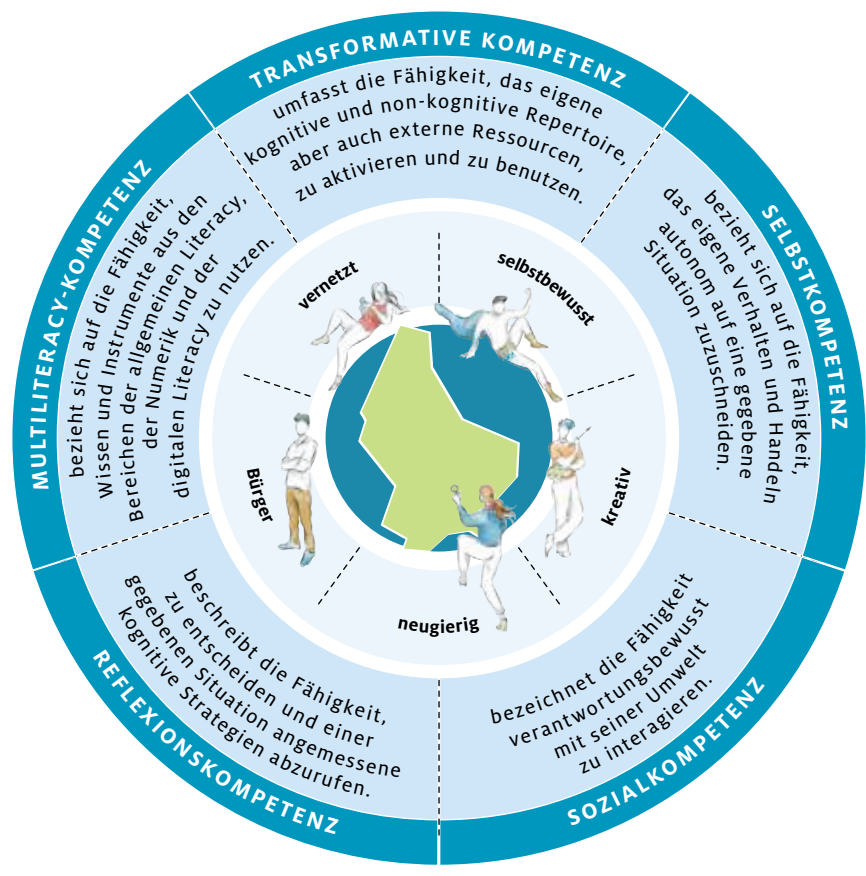 TRANSFORMATIVE KOMPETENZ
umfasst die Fähigkeit, das eigene
kognitive und non-kognitive Repertoire,
aber auch externe Ressourcen,
zu aktivieren und zu benutzen.
SELBSTKOMPETENZ
bezieht sich auf die Fähigkeit,
das eigene Verhalten und Handeln
autonom auf eine gegebene
Situation zuzuschneiden.
SOZIALKOMPETENZ
bezeichnet die Fähigkeit
verantwortungsbewusst
mit seiner Umwelt
zu interagieren.
REFLEXIONSKOMPETENZ
beschreibt die Fähigkeit,
zu entscheiden und einer
gegebenen Situation angemessene
kognitive Strategien abzurufen.
MULTILITERACY-KOMPETENZ
bezieht sich auf die Fähigkeit,
Wissen und Instrumente aus den
Bereichen der allgemeinen Literacy,
der Numerik und der
digitalen Literacy zu nutzen.
vernetzt
selbstbewusst
kreativ
neugierig
Bürger